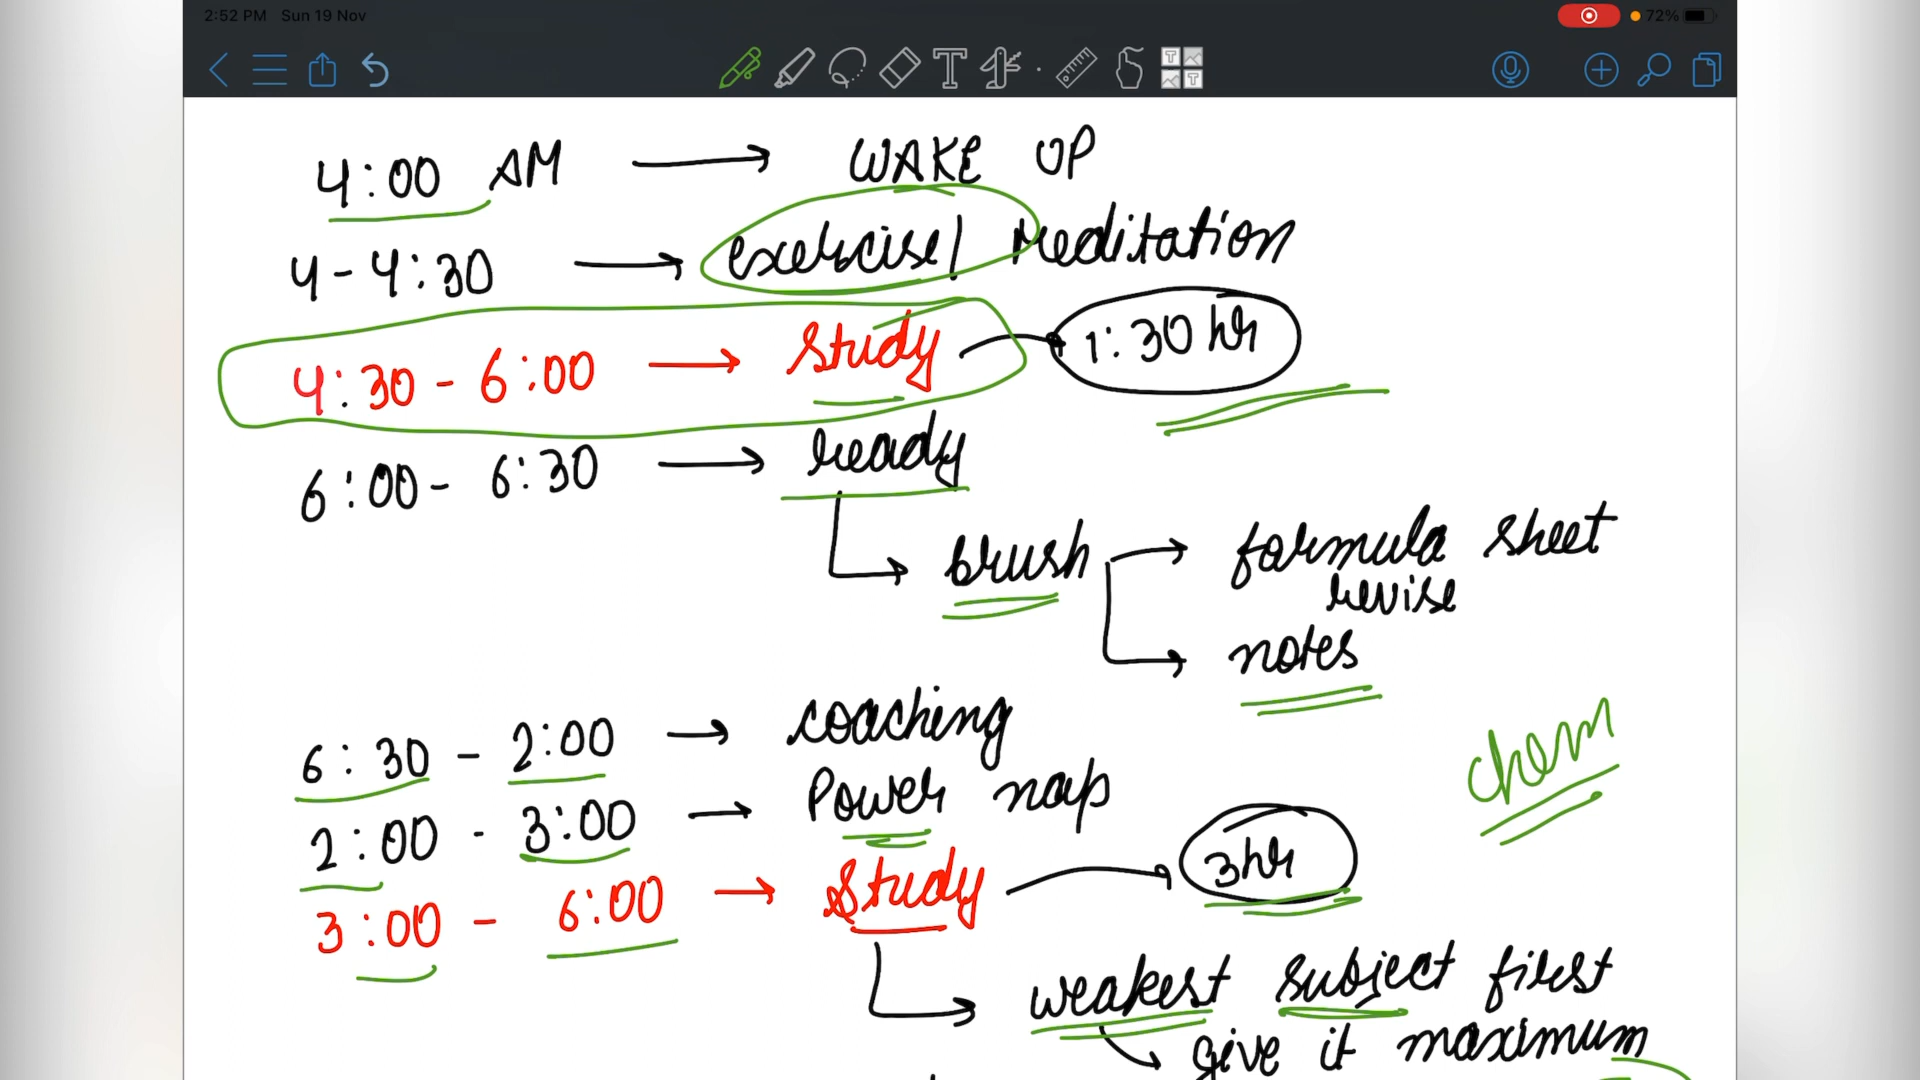 2:52 PM Sun 19 Nov
72%
4:00 AM → WAKE UP
4-4:30 → exercise/ Meditation
4:30 - 6:00 → Study → 1:30 hr
6:00 - 6:30 → ready
brush → formula sheet
revise
→ notes
6:30 - 2:00 → coaching
chem
2:00 - 3:00 → Power nap
3:00 - 6:00 → Study → 3hr
weakest subject first
give it maximum